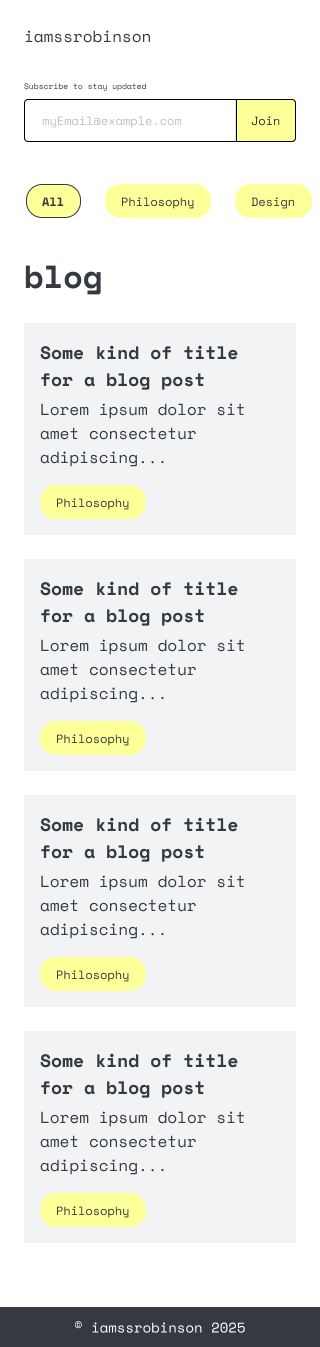 iamssrobinson
Subscribe to stay updated
myEmail@example.com
Join
All
Philosophy
Design
blog
Some kind of title
for a blog post
Lorem ipsum dolor sit
amet consectetur
adipiscing...
Philosophy
Some kind of title
for a blog post
Lorem ipsum dolor sit
amet consectetur
adipiscing...
Philosophy
Some kind of title
for a blog post
Lorem ipsum dolor sit
amet consectetur
adipiscing...
Philosophy
Some kind of title
for a blog post
Lorem ipsum dolor sit
amet consectetur
adipiscing...
Philosophy
© iamssrobinson 2025